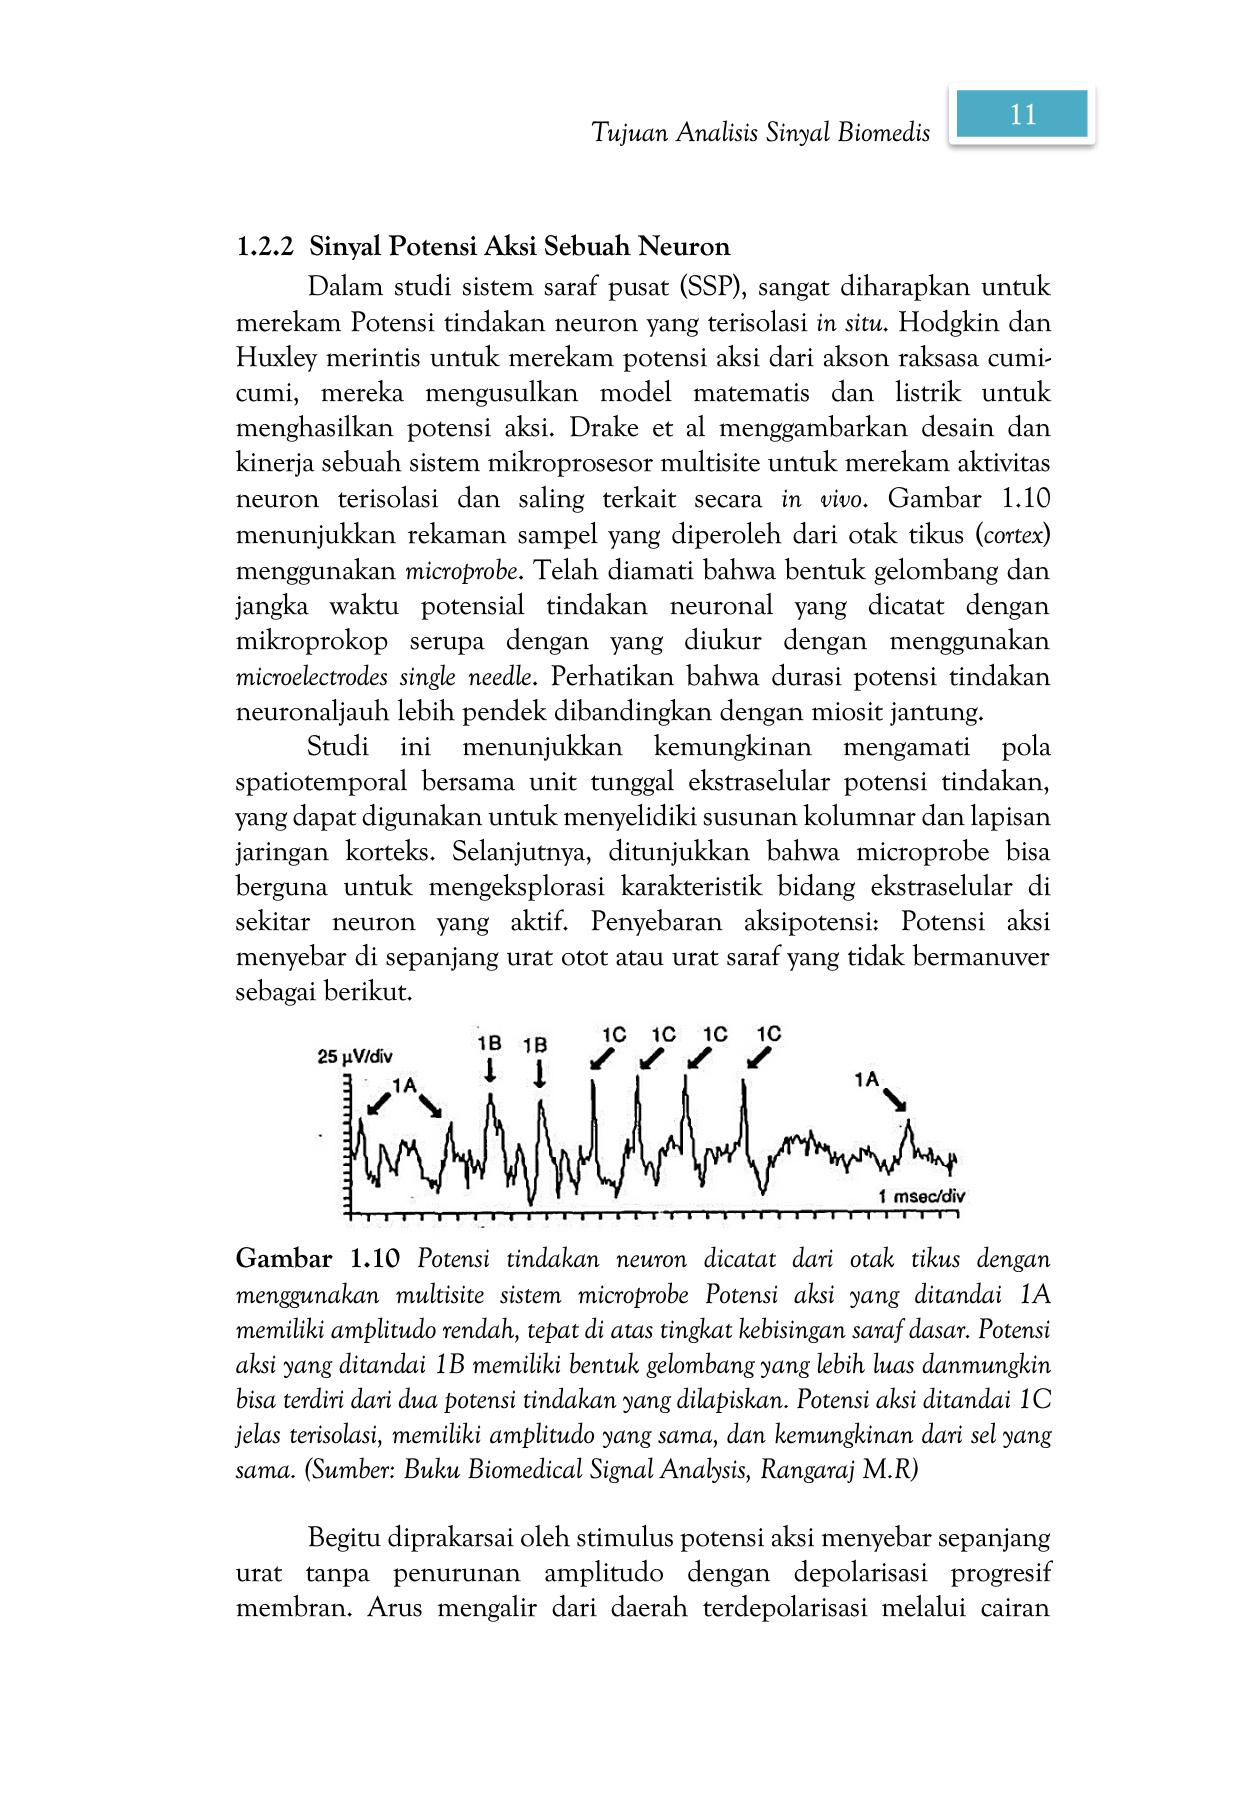 Tujuan Analisis Sinyal Biomedis
11
1.2.2 Sinyal Potensi Aksi Sebuah Neuron
Dalam studi sistem saraf pusat (SSP), sangat diharapkan untuk
merekam Potensi tindakan neuron yang terisolasi in situ. Hodgkin dan
Huxley merintis untuk merekam potensi aksi dari akson raksasa cumi-
cumi, mereka mengusulkan model matematis dan listrik untuk
menghasilkan potensi aksi. Drake et al menggambarkan desain dan
kinerja sebuah sistem mikroprosesor multisite untuk merekam aktivitas
neuron terisolasi dan saling terkait secara in vivo. Gambar 1.10
menunjukkan rekaman sampel yang diperoleh dari otak tikus (cortex)
menggunakan microprobe. Telah diamati bahwa bentuk gelombang dan
jangka waktu potensial tindakan neuronal yang dicatat dengan
mikroprokop serupa dengan yang diukur dengan menggunakan
microelectrodes single needle. Perhatikan bahwa durasi potensi tindakan
neuronaljauh lebih pendek dibandingkan dengan miosit jantung.
Studi ini menunjukkan kemungkinan mengamati pola
spatiotemporal bersama unit tunggal ekstraselular potensi tindakan,
yang dapat digunakan untuk menyelidiki susunan kolumnar dan lapisan
jaringan korteks. Selanjutnya, ditunjukkan bahwa microprobe bisa
berguna untuk mengeksplorasi karakteristik bidang ekstraselular di
sekitar neuron yang aktif. Penyebaran aksipotensi: Potensi aksi
menyebar di sepanjang urat otot atau urat saraf yang tidak bermanuver
sebagai berikut.
1B 1B 1C 1C 1C 1C
25 µV/div
1A 1A
1 msec/div
Gambar 1.10 Potensi tindakan neuron dicatat dari otak tikus dengan
menggunakan multisite sistem microprobe Potensi aksi yang ditandai 1A
memiliki amplitudo rendah, tepat di atas tingkat kebisingan saraf dasar. Potensi
aksi yang ditandai 1B memiliki bentuk gelombang yang lebih luas danmungkin
bisa terdiri dari dua potensi tindakan yang dilapiskan. Potensi aksi ditandai 1C
jelas terisolasi, memiliki amplitudo yang sama, dan kemungkinan dari sel yang
sama. (Sumber: Buku Biomedical Signal Analysis, Rangaraj M.R)
Begitu diprakarsai oleh stimulus potensi aksi menyebar sepanjang
urat tanpa penurunan amplitudo dengan depolarisasi progresif
membran. Arus mengalir dari daerah terdepolarisasi melalui cairan